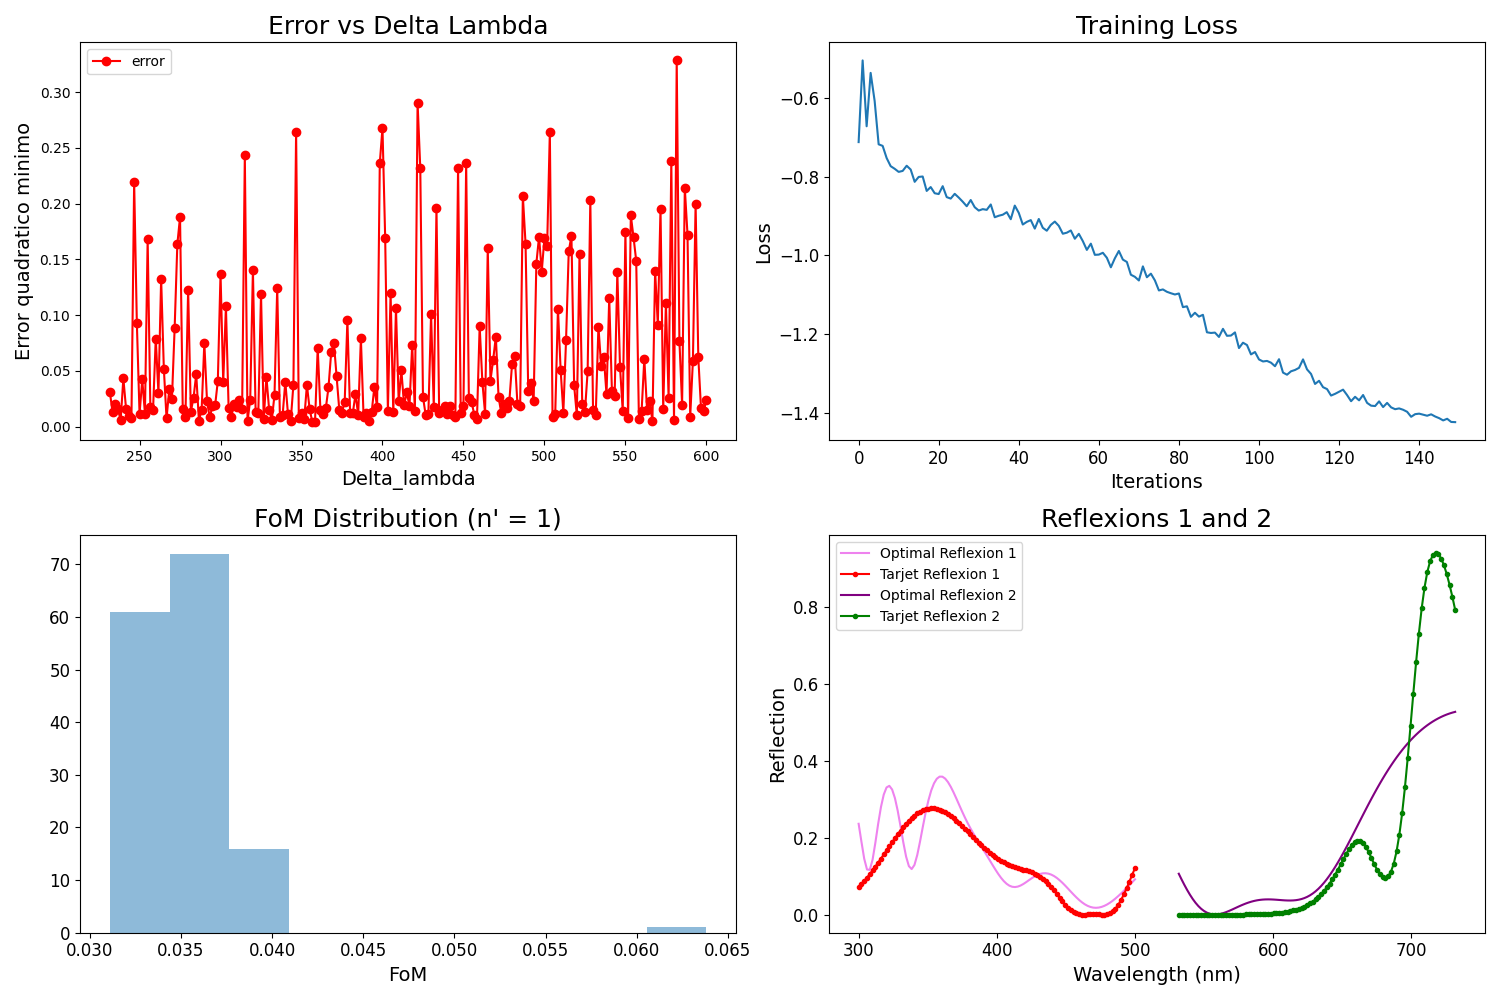 Error vs Delta Lambda
error
Error quadratico minimo
0.30
0.25
0.20
0.15
0.10
0.05
0.00
250 300 350 400 450 500 550 600
Delta_lambda
Training Loss
Loss
−0.6
−0.8
−1.0
−1.2
−1.4
0 20 40 60 80 100 120 140
Iterations
FoM Distribution (n' = 1)
70
60
50
40
30
20
10
0
0.030 0.035 0.040 0.045 0.050 0.055 0.060 0.065
FoM
Reflexions 1 and 2
Optimal Reflexion 1
Tarjet Reflexion 1
Optimal Reflexion 2
Tarjet Reflexion 2
Reflection
0.8
0.6
0.4
0.2
0.0
300 400 500 600 700
Wavelength (nm)